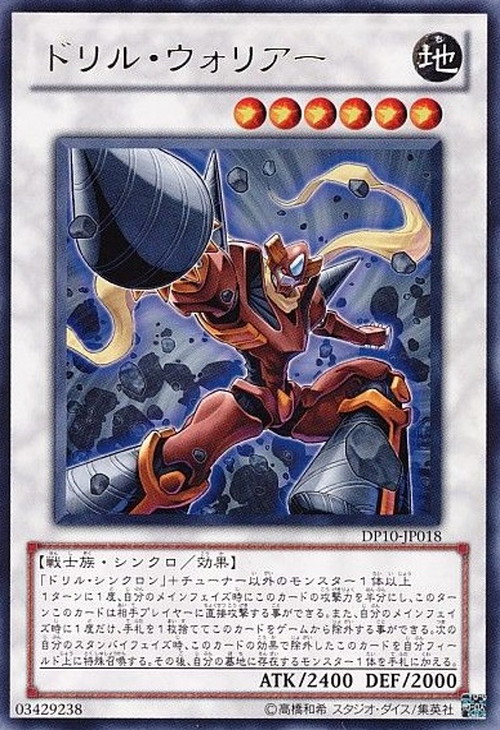 ドリル・ウォリアー
地
DP10-JP018
【戦士族・シンクロ/効果】
「ドリル・シンクロン」+チューナー以外のモンスター1体以上
1ターンに1度、自分のメインフェイズ時にこのカードの攻撃力を半分にし、このター
ンこのカードは相手プレイヤーに直接攻撃する事ができる。また、自分のメインフェイ
ズ時に1度だけ、手札を1枚捨ててこのカードをゲームから除外する事ができる。次の
自分のスタンバイフェイズ時、このカードの効果で除外したこのカードを自分フィー
ルド上に特殊召喚する。その後、自分の墓地に存在するモンスター1体を手札に加える。
ATK/2400 DEF/2000
03429238 ©高橋和希 スタジオ・ダイス/集英社